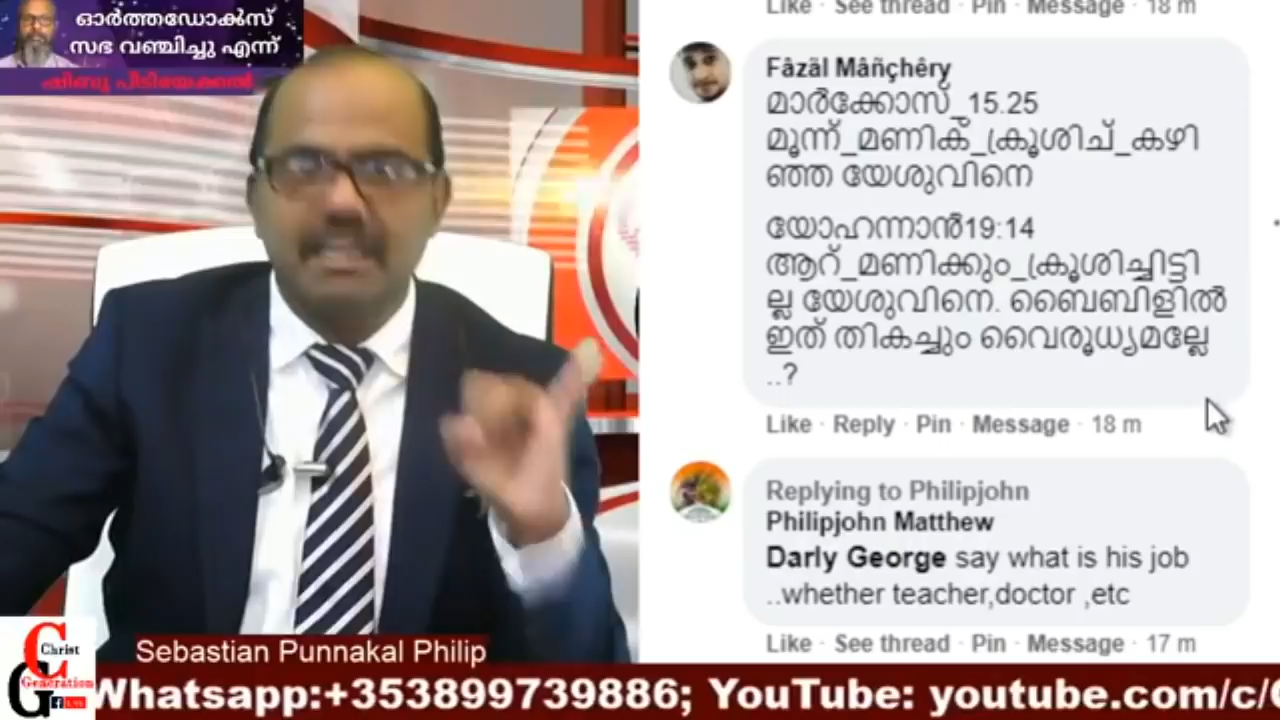 ഓർത്തഡോക്സ്
സഭ വഞ്ചിച്ചു എന്ന്
ഷിബു പീടിയേക്കൽ
Like · See thread · Pin · Message · 18 m
Fâzãl Mâñçhêry
മാർക്കോസ്_15.25
മൂന്ന്_മണിക്_ക്രൂശിച്_കഴി
ഞ്ഞ യേശുവിനെ
യോഹന്നാൻ19:14
ആറ്_മണിക്കും_ക്രൂശിച്ചിട്ടി
ല്ല യേശുവിനെ. ബൈബിളിൽ
ഇത് തികച്ചും വൈരൂധ്യമല്ലേ
..?
Like · Reply · Pin · Message · 18 m
Replying to Philipjohn
Philipjohn Matthew
Darly George say what is his job
..whether teacher,doctor ,etc
Like · See thread · Pin · Message · 17 m
Sebastian Punnakal Philip
Christ
Generation
Whatsapp:+353899739886; YouTube: youtube.com/c/